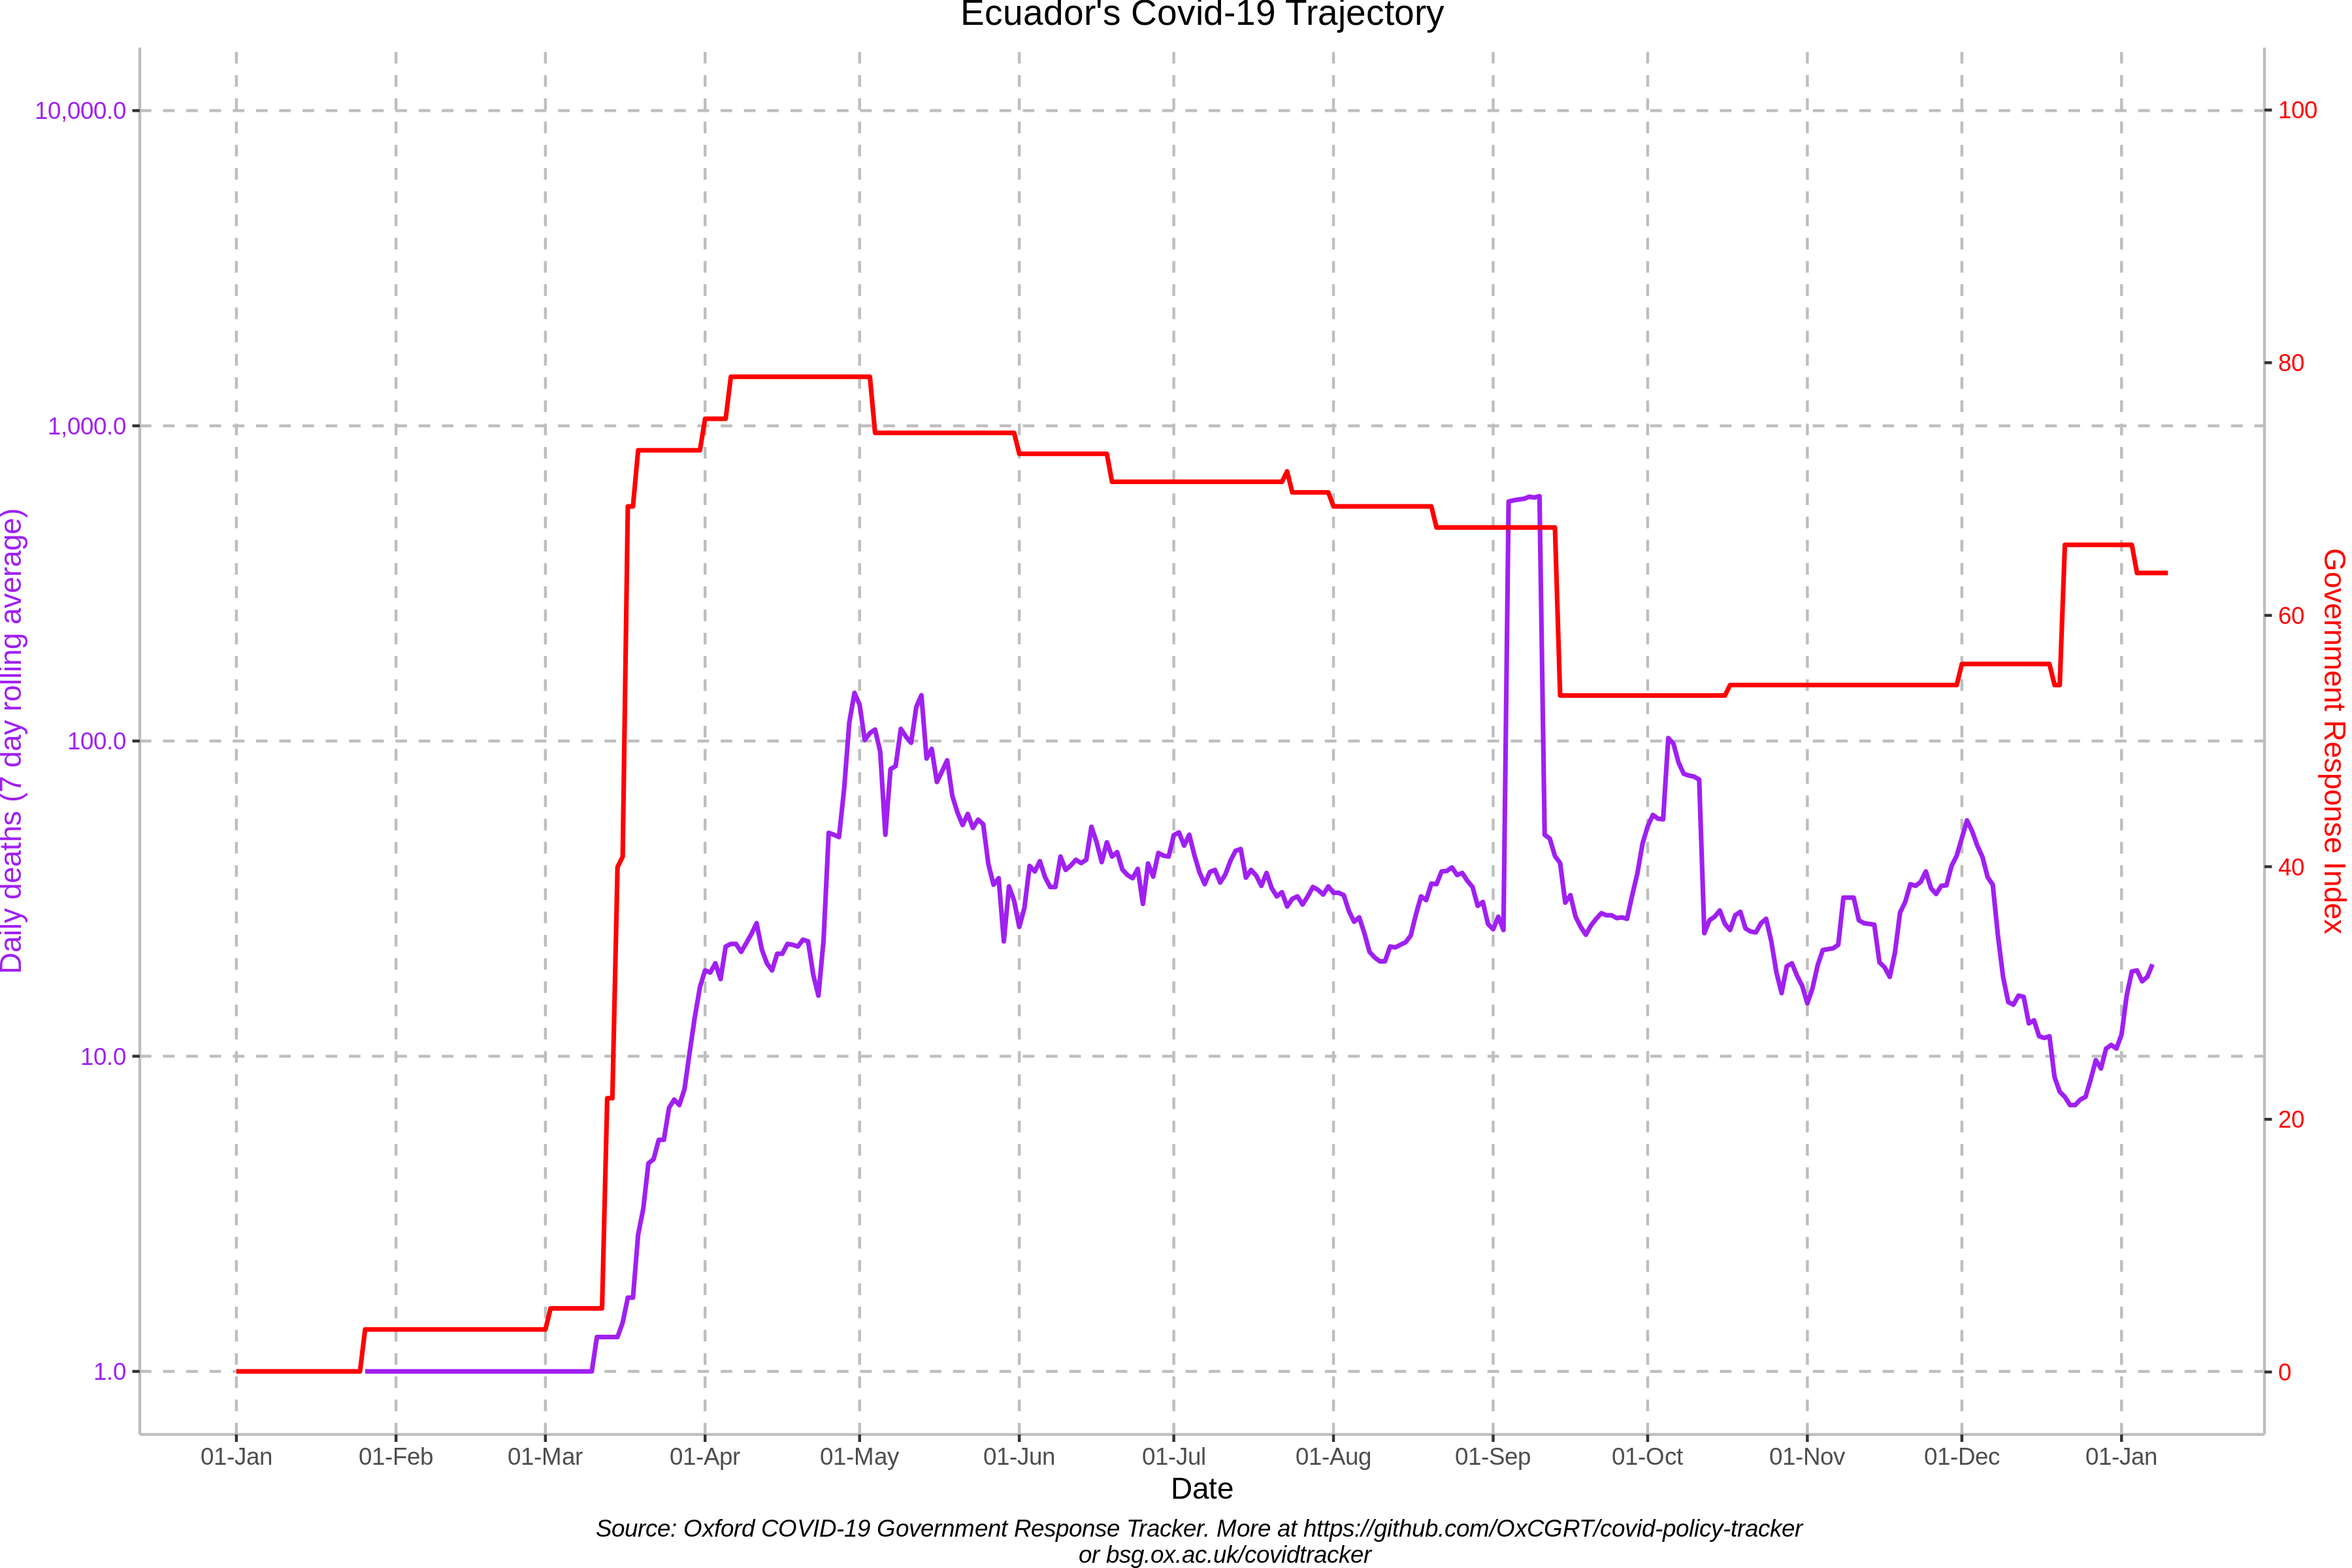 Ecuador's Covid-19 Trajectory
10,000.0
1,000.0
100.0
10.0
1.0
Daily deaths (7 day rolling average)
100
80
60
40
20
0
Government Response Index
01-Jan 01-Feb 01-Mar 01-Apr 01-May 01-Jun 01-Jul 01-Aug 01-Sep 01-Oct 01-Nov 01-Dec 01-Jan
Date
Source: Oxford COVID-19 Government Response Tracker. More at https://github.com/OxCGRT/covid-policy-tracker
or bsg.ox.ac.uk/covidtracker